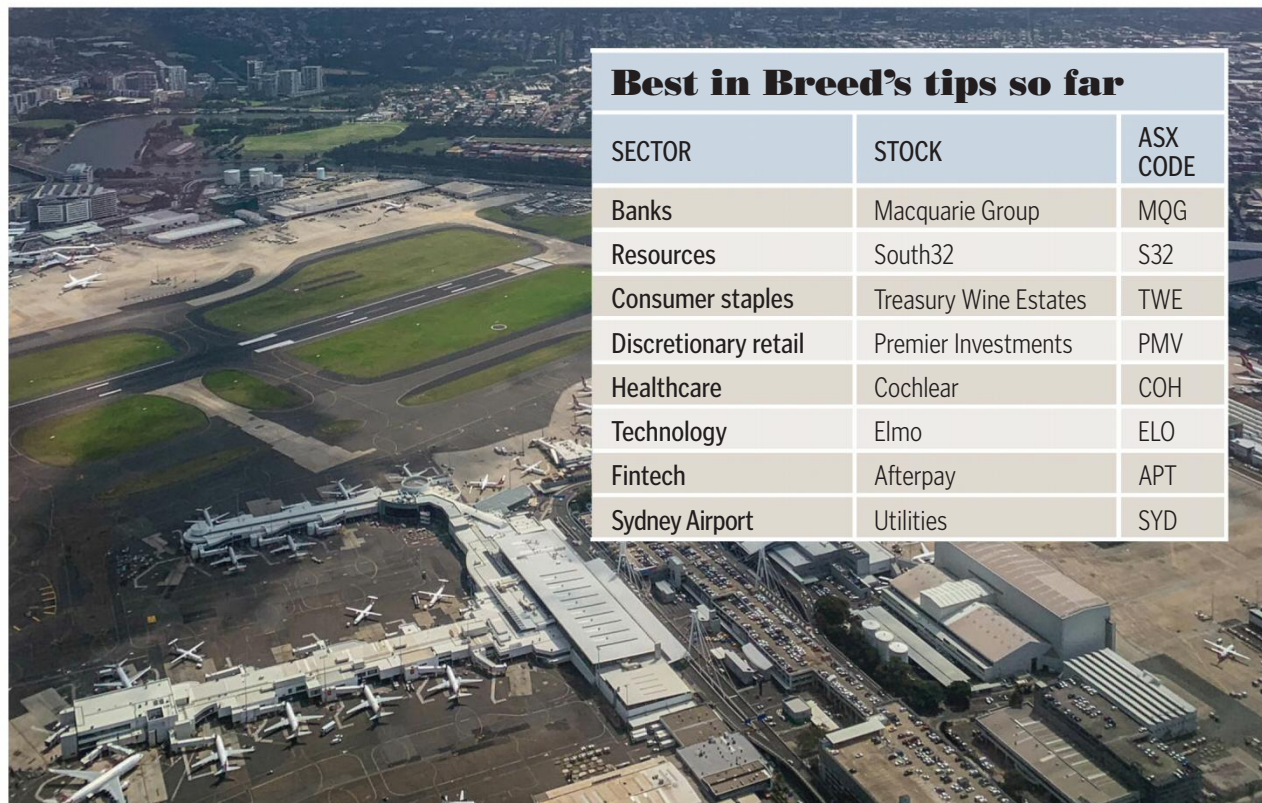 Best in Breed's tips so far
SECTOR STOCK ASX CODE
Banks Macquarie Group MQG
Resources South32 S32
Consumer staples Treasury Wine Estates TWE
Discretionary retail Premier Investments PMV
Healthcare Cochlear COH
Technology Elmo ELO
Fintech Afterpay APT
Sydney Airport Utilities SYD